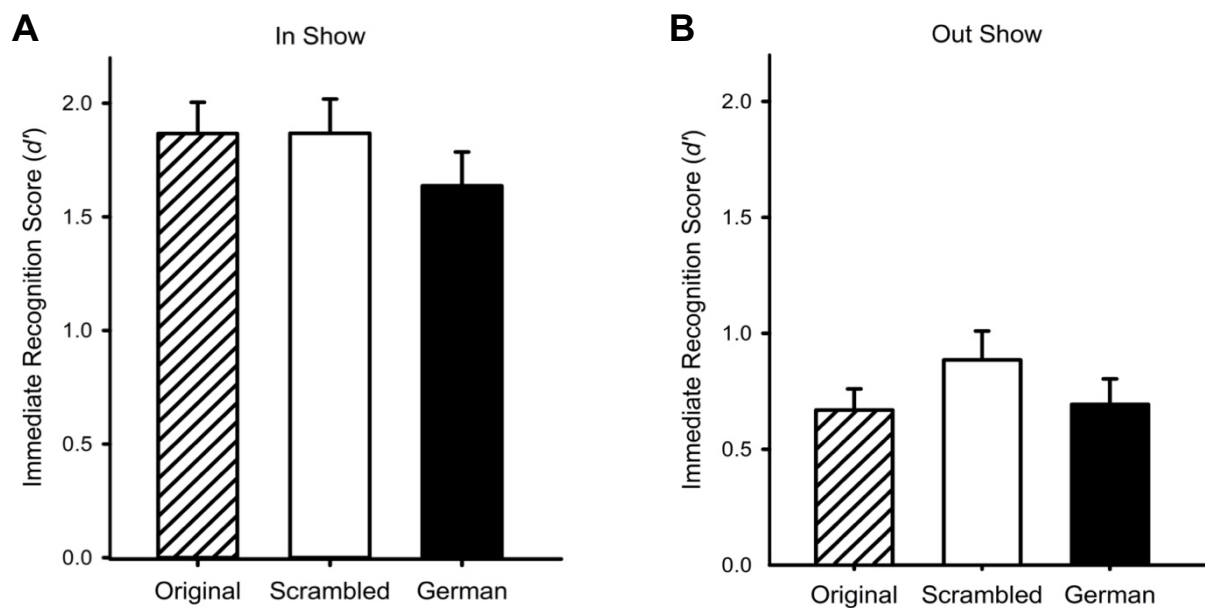 A
In Show
Immediate Recognition Score (d′)
2.0
1.5
1.0
0.5
0.0
Original Scrambled German
B
Out Show
Immediate Recognition Score (d′)
2.0
1.5
1.0
0.5
0.0
Original Scrambled German